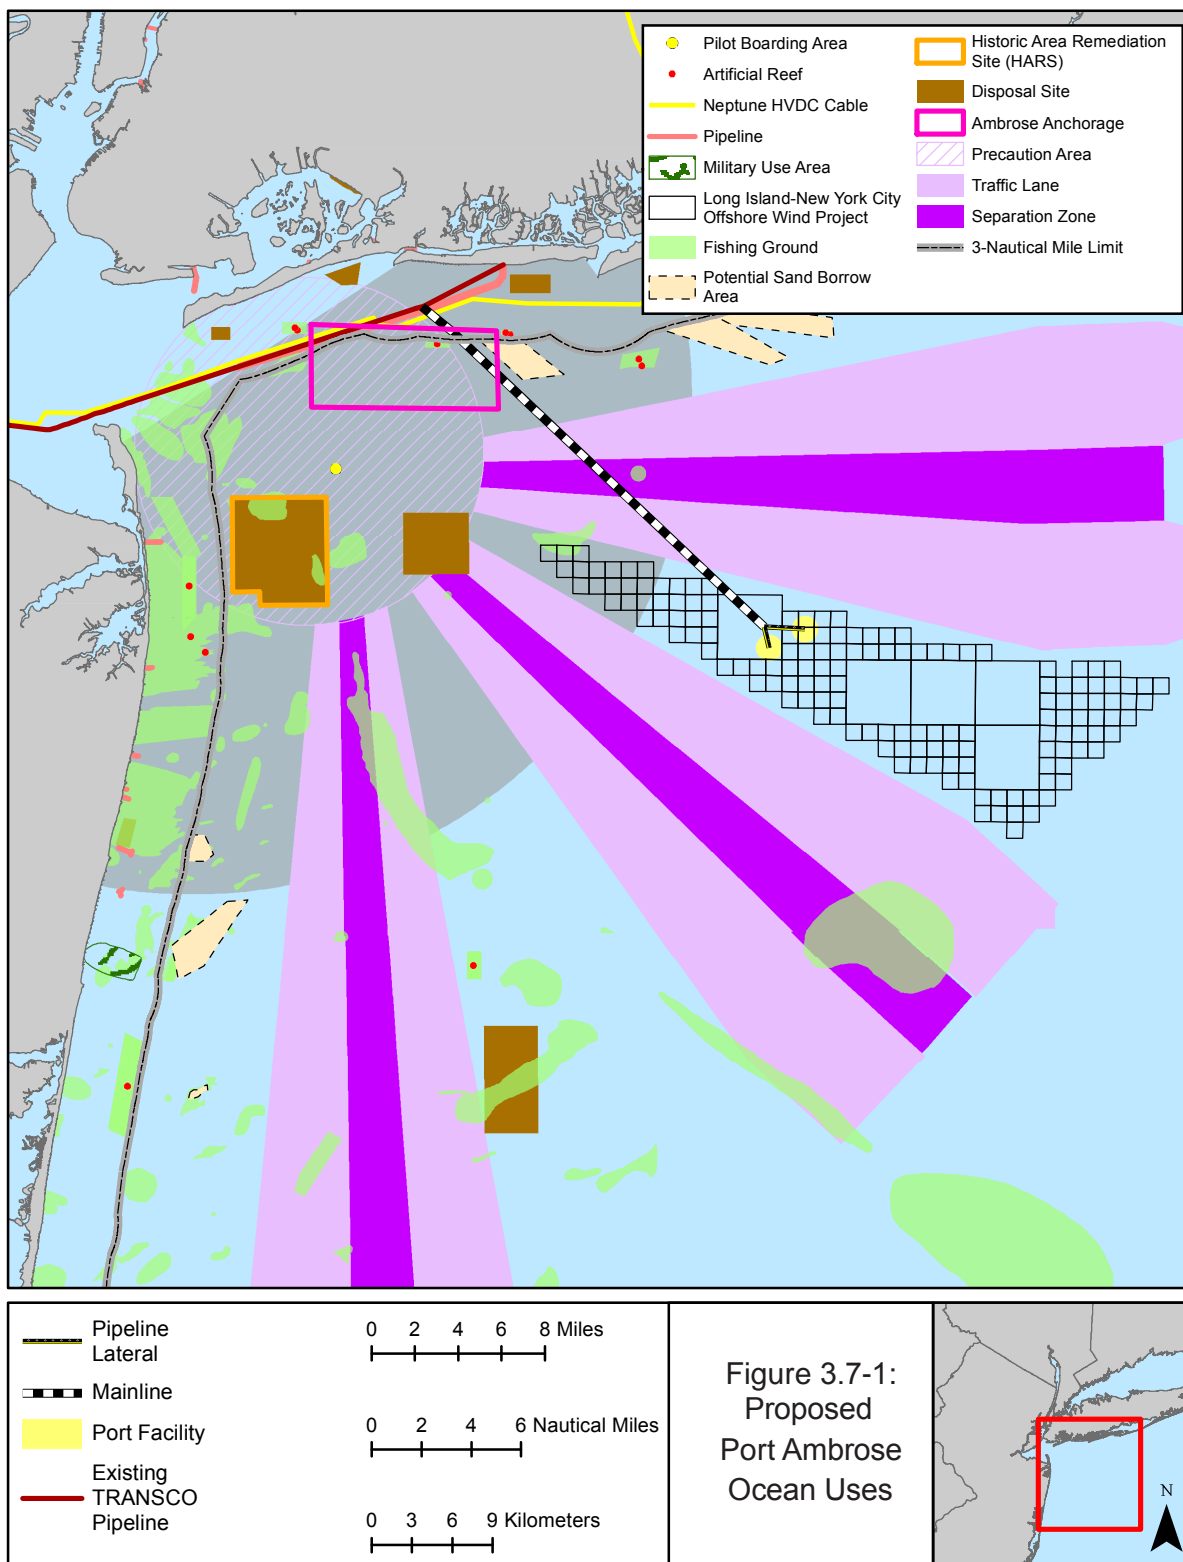 Pilot Boarding Area
Artificial Reef
Neptune HVDC Cable
Pipeline
Military Use Area
Long Island-New York City
Offshore Wind Project
Fishing Ground
Potential Sand Borrow
Area
Historic Area Remediation
Site (HARS)
Disposal Site
Ambrose Anchorage
Precaution Area
Traffic Lane
Separation Zone
3-Nautical Mile Limit
Pipeline
Lateral
Mainline
Port Facility
Existing
TRANSCO
Pipeline
0 2 4 6 8 Miles
0 2 4 6 Nautical Miles
0 3 6 9 Kilometers
Figure 3.7-1:
Proposed
Port Ambrose
Ocean Uses
N